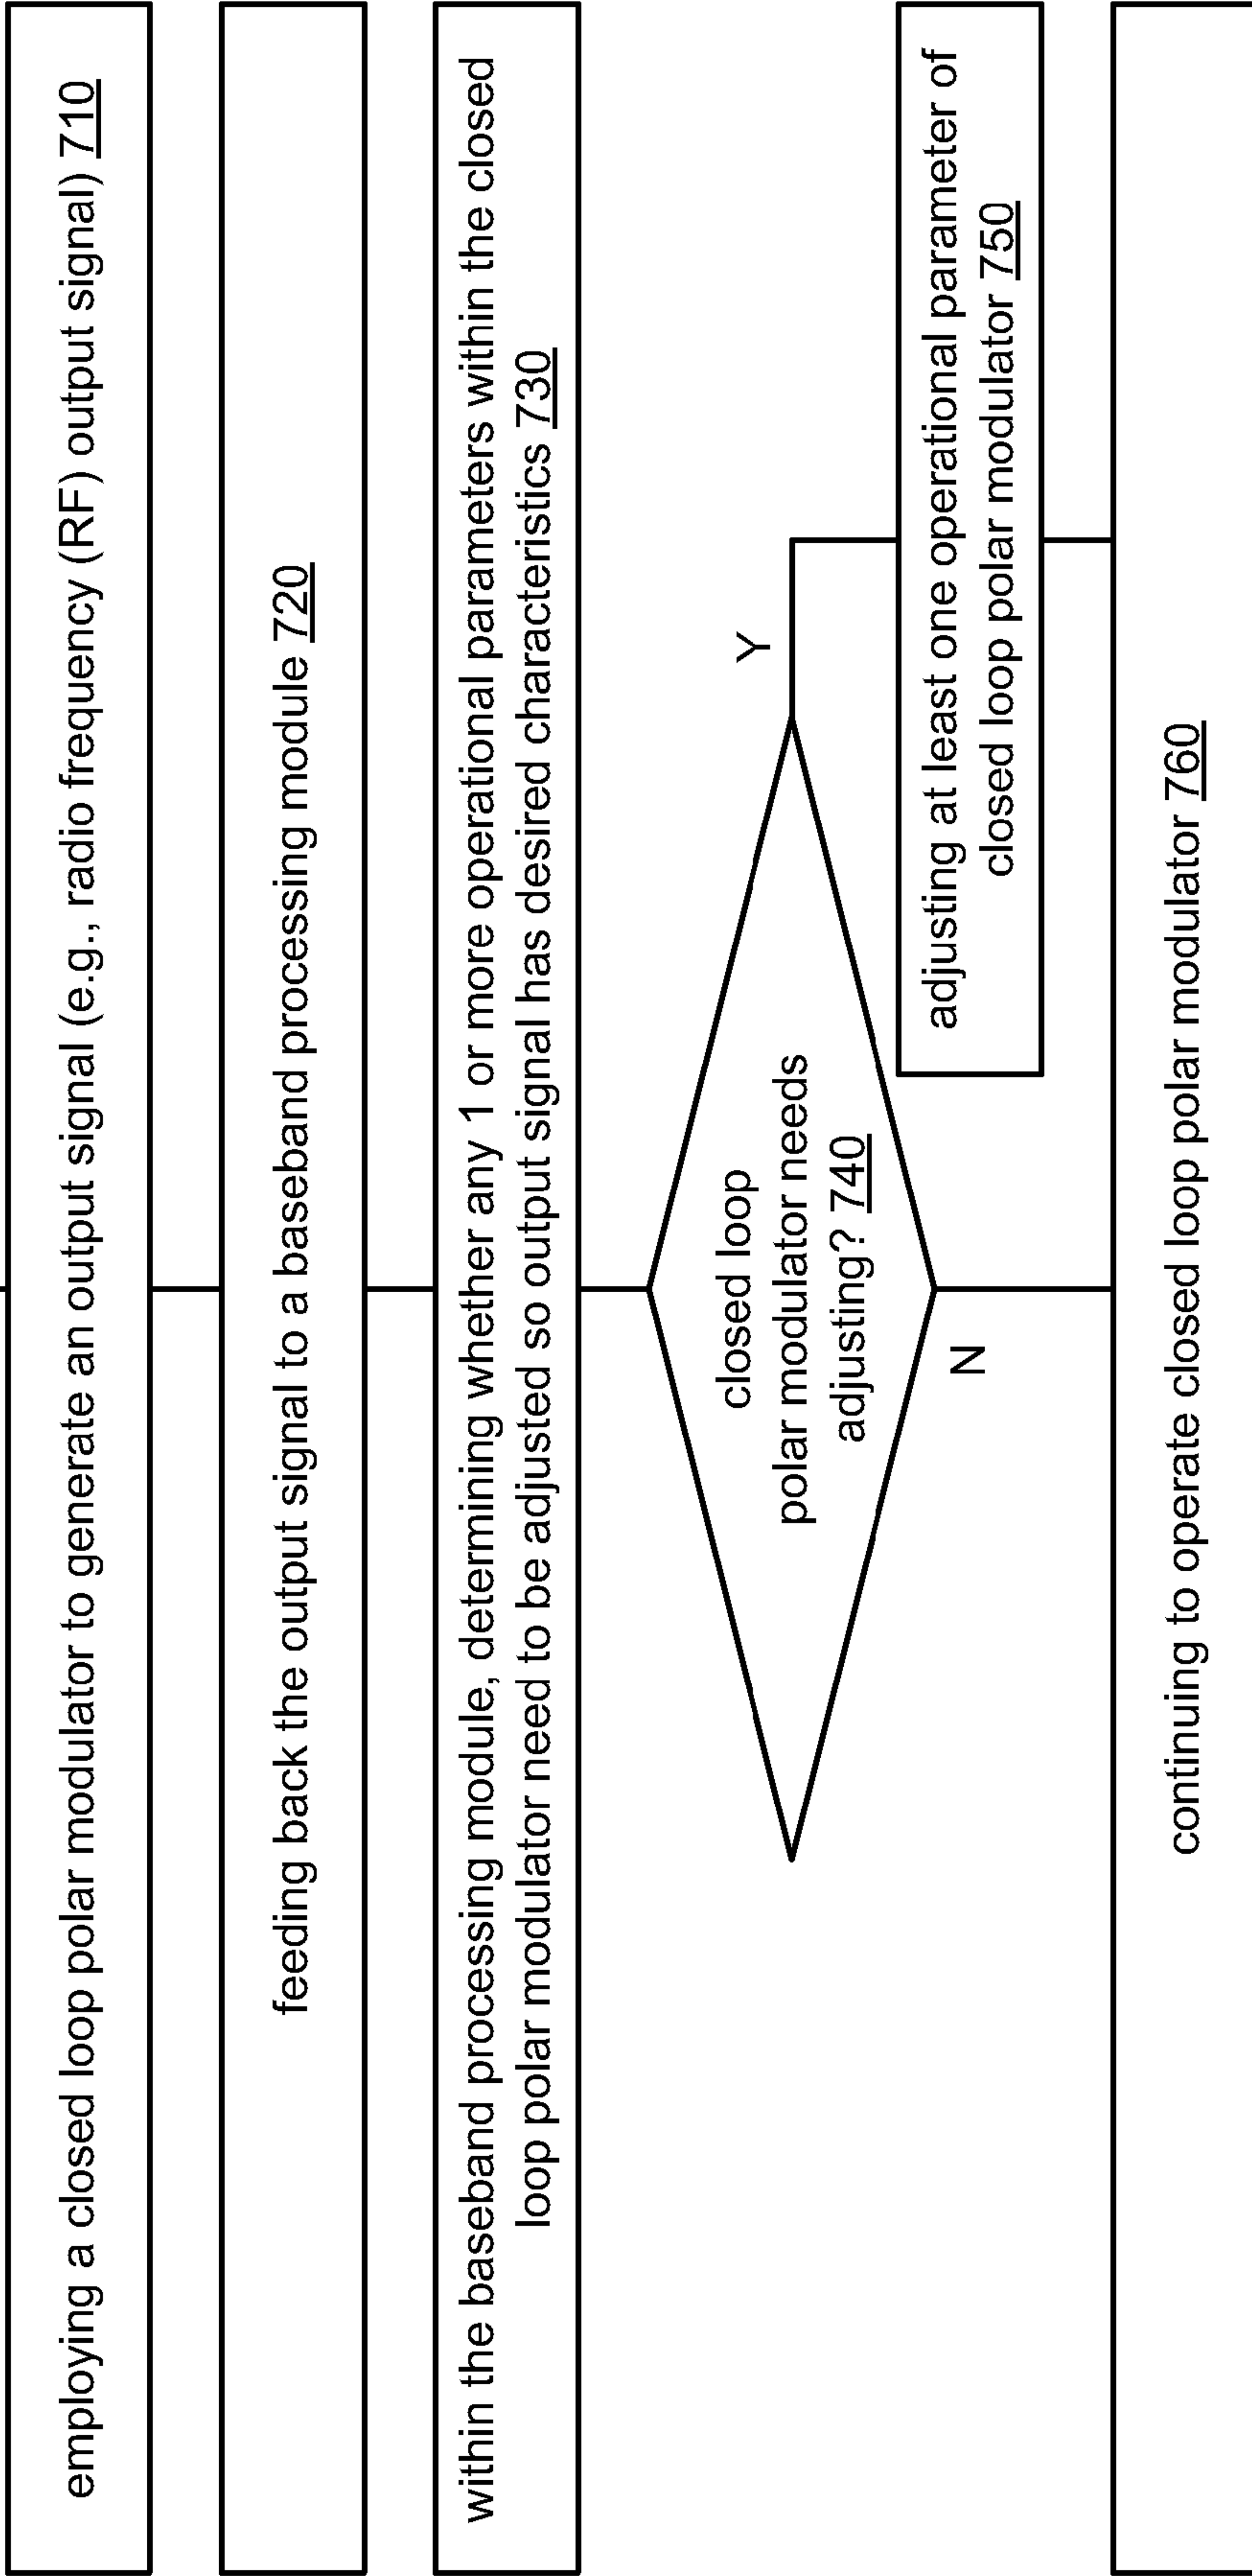 employing a closed loop polar modulator to generate an output signal (e.g., radio frequency (RF) output signal) 710
feeding back the output signal to a baseband processing module 720
within the baseband processing module, determining whether any 1 or more operational parameters within the closed
loop polar modulator need to be adjusted so output signal has desired characteristics 730
closed loop
polar modulator needs
adjusting? 740
Y
N
adjusting at least one operational parameter of
closed loop polar modulator 750
continuing to operate closed loop polar modulator 760